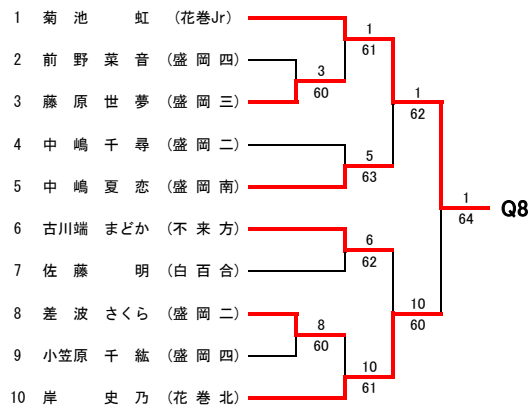 1 菊 池 虹 (花巻Jr)
2 前 野 菜 音 (盛 岡 四)
3 藤 原 世 夢 (盛 岡 三)
4 中 嶋 千 尋 (盛 岡 二)
5 中 嶋 夏 恋 (盛 岡 南)
6 古川端 まどか (不 来 方)
7 佐 藤 明 (白 百 合)
8 差 波 さくら (盛 岡 二)
9 小笠原 千 紘 (盛 岡 四)
10 岸 史 乃 (花 巻 北)
3
60
8
60
1
61
5
63
6
62
10
61
1
62
10
60
1
64
Q8